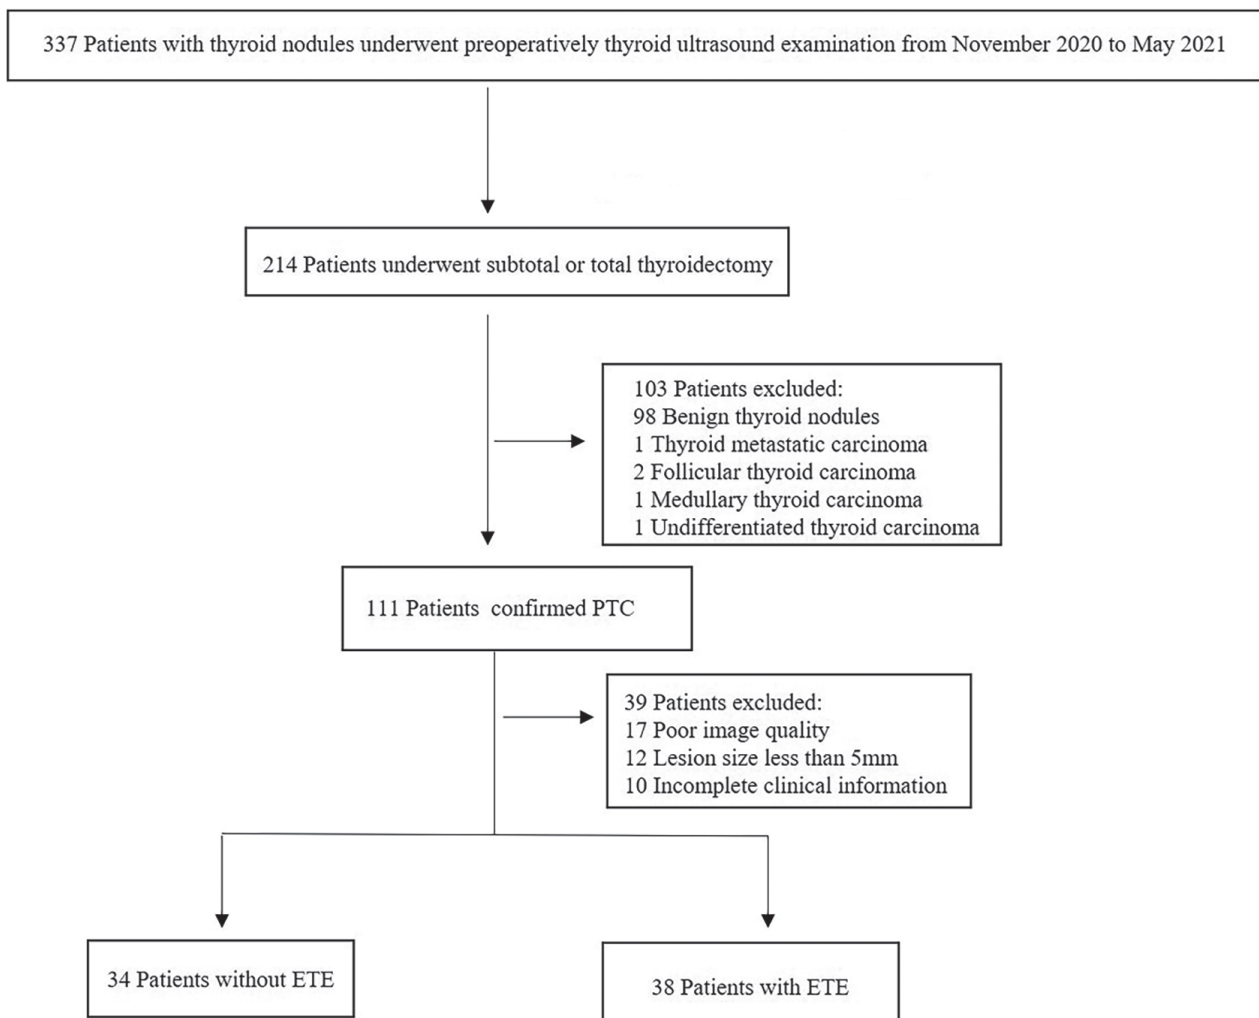 337 Patients with thyroid nodules underwent preoperatively thyroid ultrasound examination from November 2020 to May 2021
214 Patients underwent subtotal or total thyroidectomy
103 Patients excluded:
98 Benign thyroid nodules
1 Thyroid metastatic carcinoma
2 Follicular thyroid carcinoma
1 Medullary thyroid carcinoma
1 Undifferentiated thyroid carcinoma
111 Patients confirmed PTC
39 Patients excluded:
17 Poor image quality
12 Lesion size less than 5mm
10 Incomplete clinical information
34 Patients without ETE
38 Patients with ETE